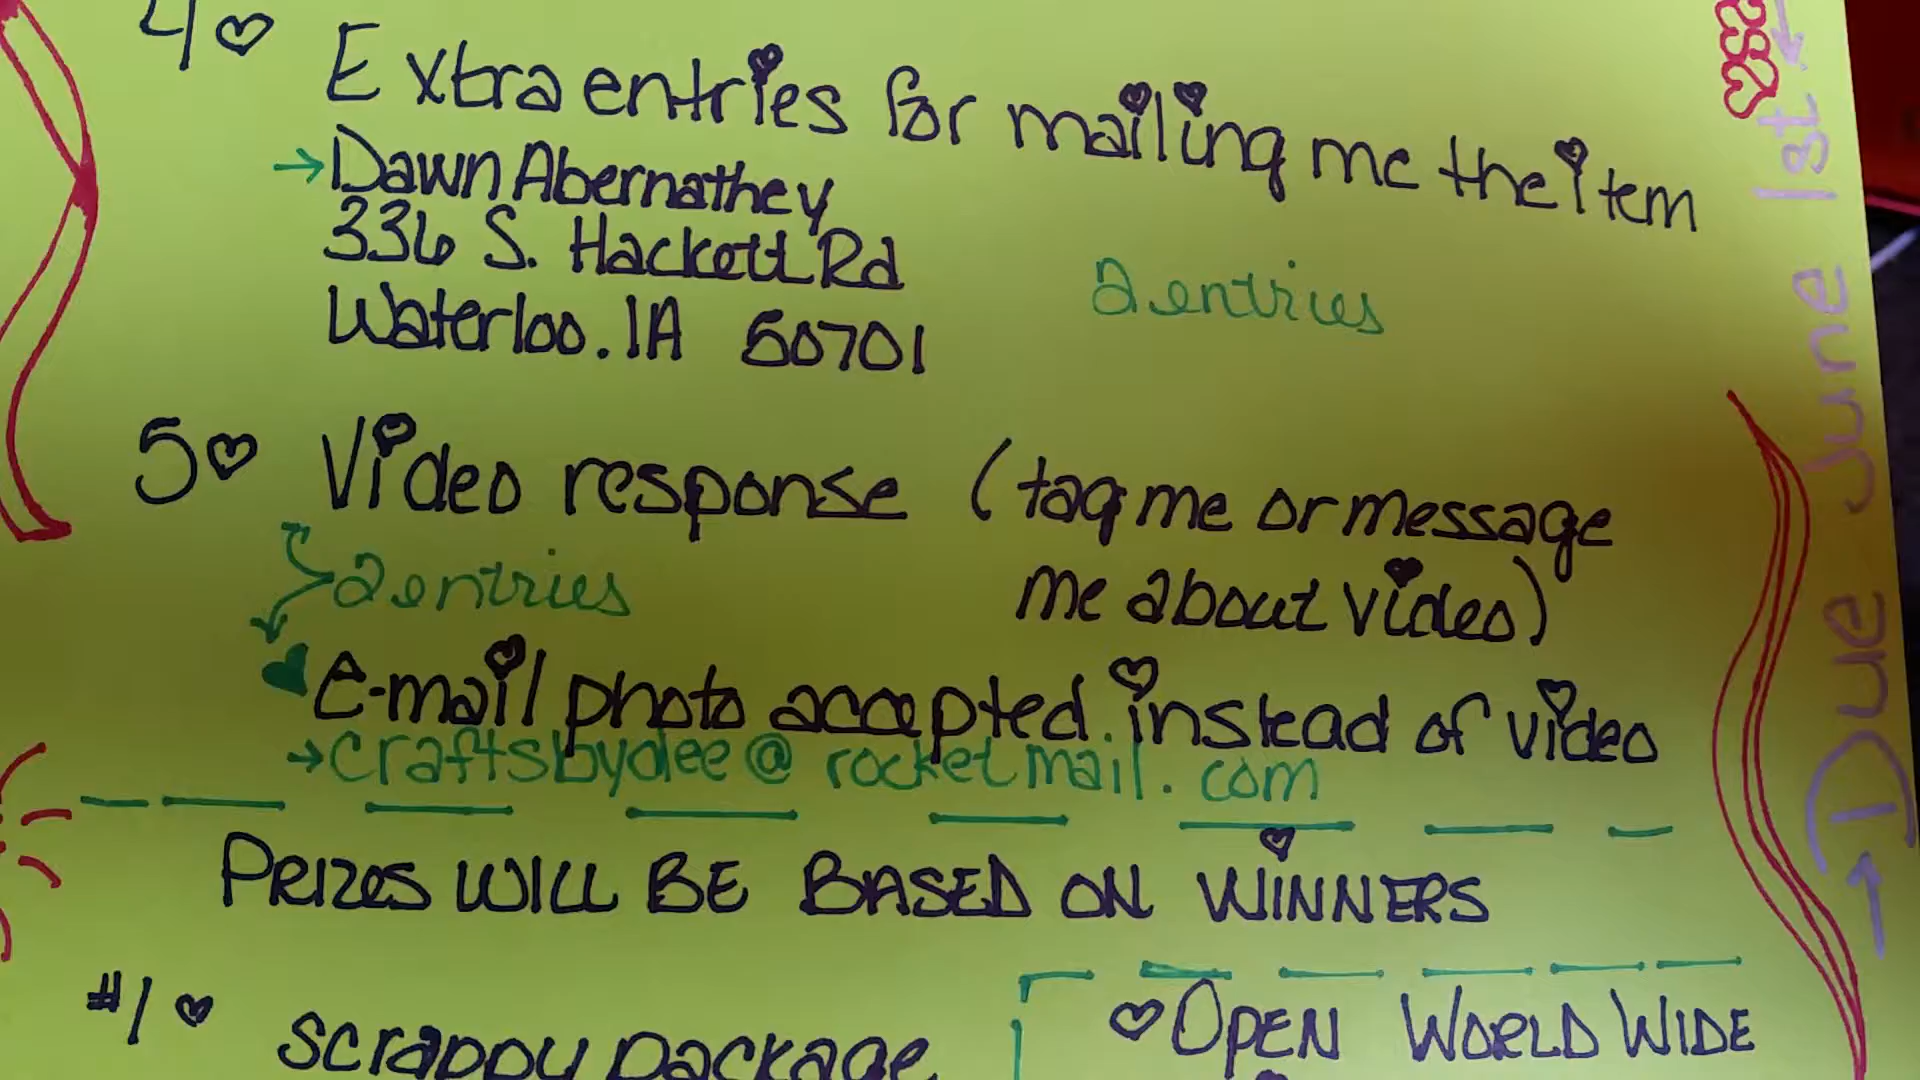 4♡ Extra entries for mailing me the item
→ Dawn Abernathey
336 S. Hackett Rd
Waterloo. IA 50701
2 entries
5♡ Video response (tag me or message
me about video)
2 entries
♥ e-mail photo accepted instead of video
→ craftsbydee@rocketmail.com
PRIZES WILL BE BASED ON WINNERS
#1♡ scrappy package
♡ OPEN WORLD WIDE
→ Due June 1st ←